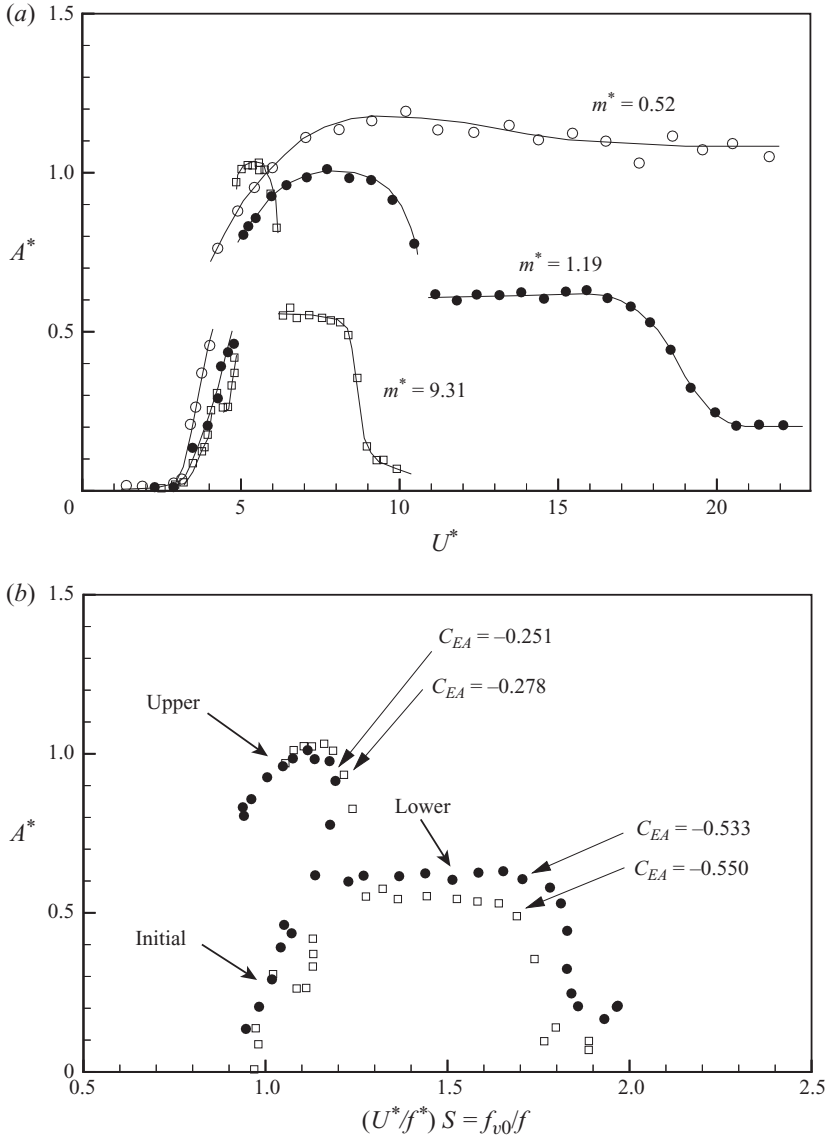 (a)
1.5
1.0
A*
0.5
0
m* = 0.52
m* = 1.19
m* = 9.31
5 10 15 20
U*
(b)
1.5
1.0
A*
0.5
0
C_EA = –0.251
C_EA = –0.278
Upper
Lower
C_EA = –0.533
C_EA = –0.550
Initial
0.5 1.0 1.5 2.0 2.5
(U*/f*) S = f_v0/f